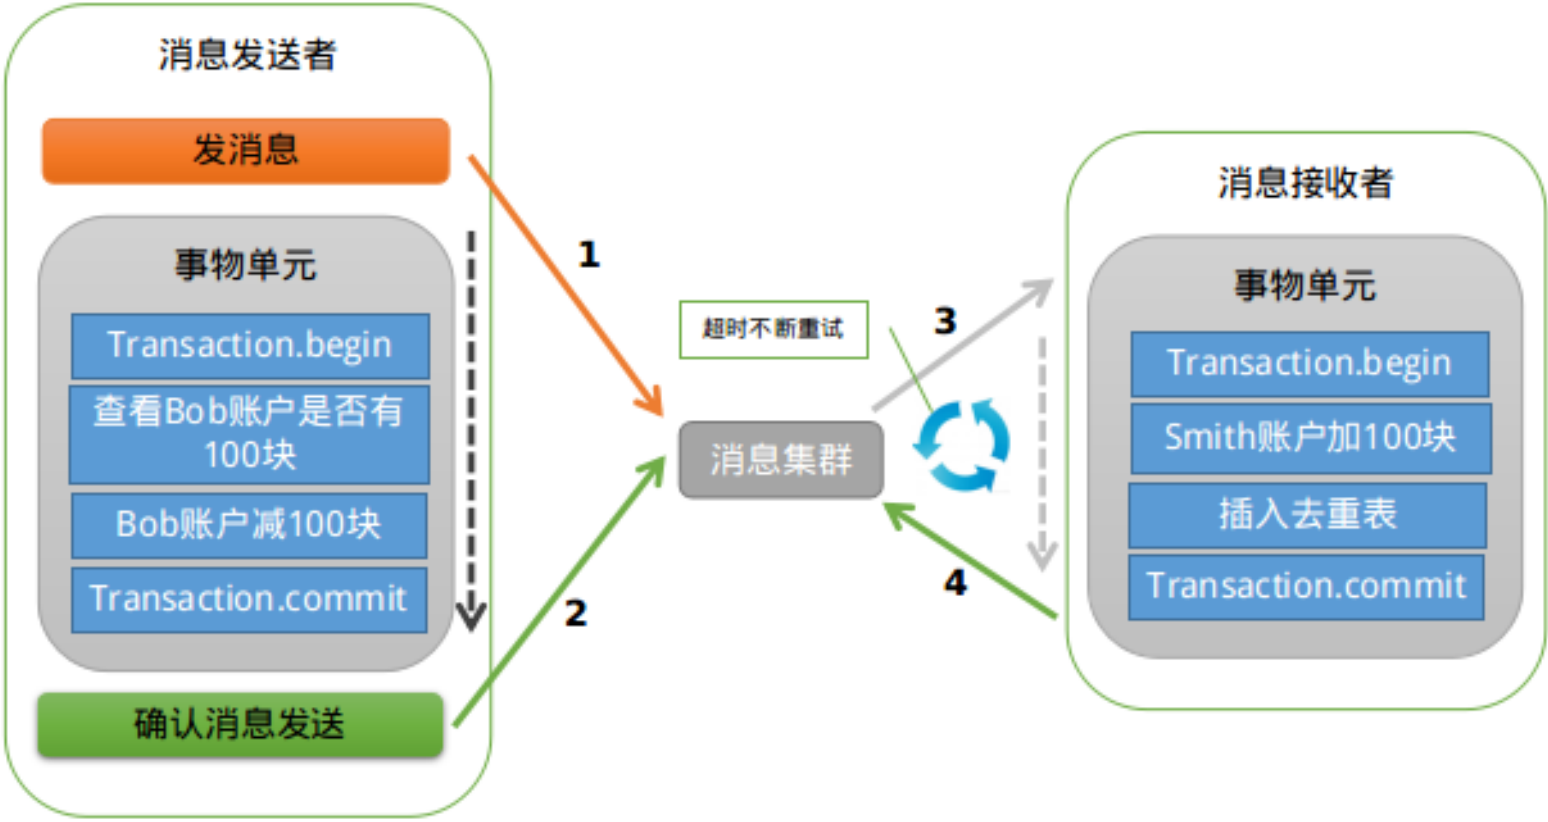 消息发送者
发消息
事物单元
Transaction.begin
查看Bob账户是否有
100块
Bob账户减100块
Transaction.commit
确认消息发送
1
2
超时不断重试
消息集群
3
4
消息接收者
事物单元
Transaction.begin
Smith账户加100块
插入去重表
Transaction.commit